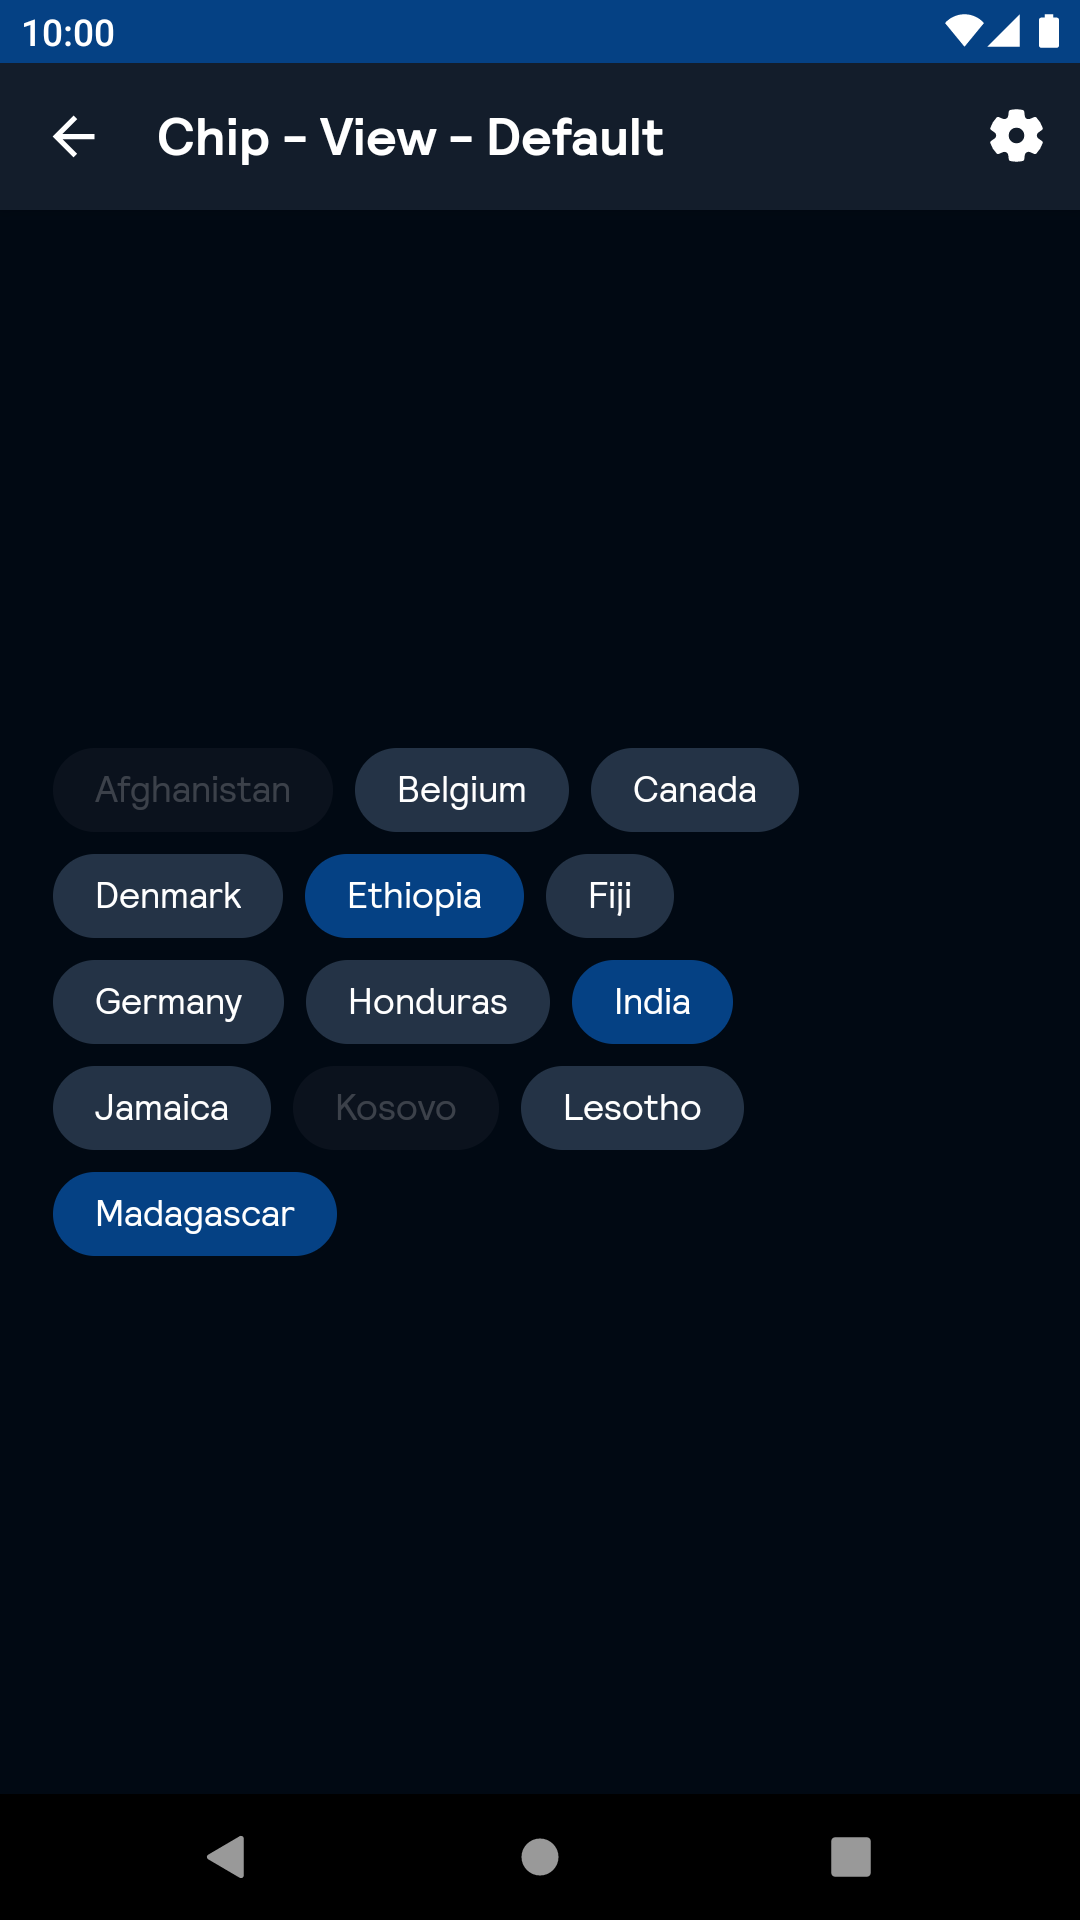 10:00
Chip - View - Default
Afghanistan Belgium Canada
Denmark Ethiopia Fiji
Germany Honduras India
Jamaica Kosovo Lesotho
Madagascar